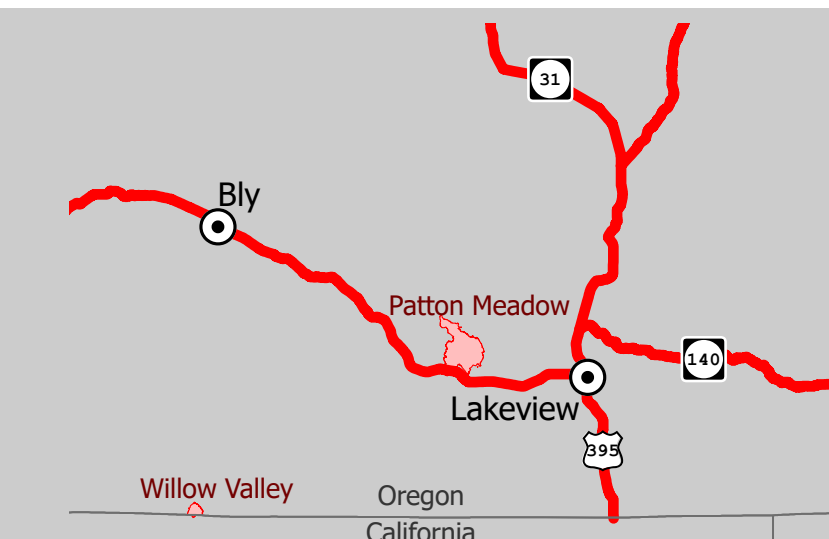 31
Bly
Patton Meadow
140
Lakeview
395
Willow Valley
Oregon
California